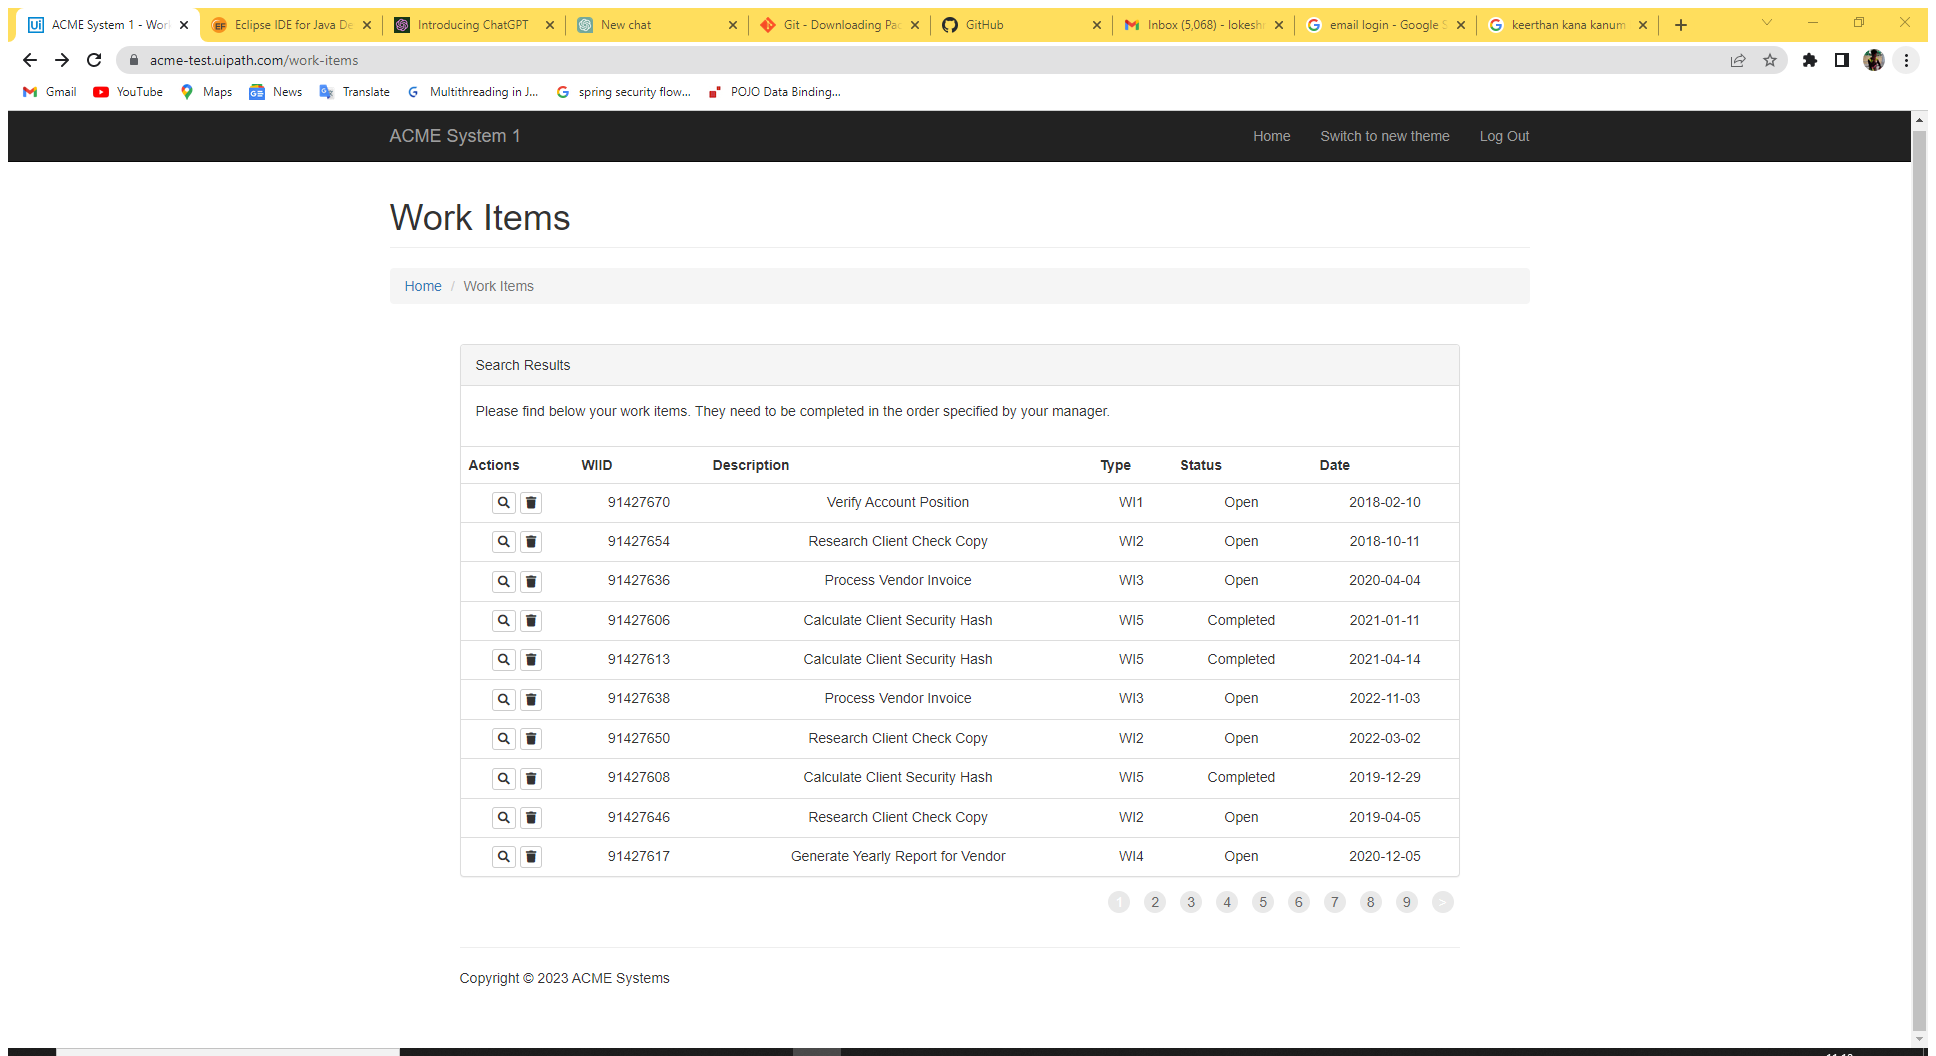 ACME System 1 - Wor
Eclipse IDE for Java De
Introducing ChatGPT
New chat
Git - Downloading Pac
GitHub
Inbox (5,068) - lokesh
email login - Google S
keerthan kana kanum
acme-test.uipath.com/work-items
Gmail YouTube Maps News Translate Multithreading in J... spring security flow... POJO Data Binding...
ACME System 1 Home Switch to new theme Log Out
Work Items
Home / Work Items
Search Results
Please find below your work items. They need to be completed in the order specified by your manager.
Actions WIID Description Type Status Date
91427670 Verify Account Position WI1 Open 2018-02-10
91427654 Research Client Check Copy WI2 Open 2018-10-11
91427636 Process Vendor Invoice WI3 Open 2020-04-04
91427606 Calculate Client Security Hash WI5 Completed 2021-01-11
91427613 Calculate Client Security Hash WI5 Completed 2021-04-14
91427638 Process Vendor Invoice WI3 Open 2022-11-03
91427650 Research Client Check Copy WI2 Open 2022-03-02
91427608 Calculate Client Security Hash WI5 Completed 2019-12-29
91427646 Research Client Check Copy WI2 Open 2019-04-05
91427617 Generate Yearly Report for Vendor WI4 Open 2020-12-05
1 2 3 4 5 6 7 8 9 >
Copyright © 2023 ACME Systems